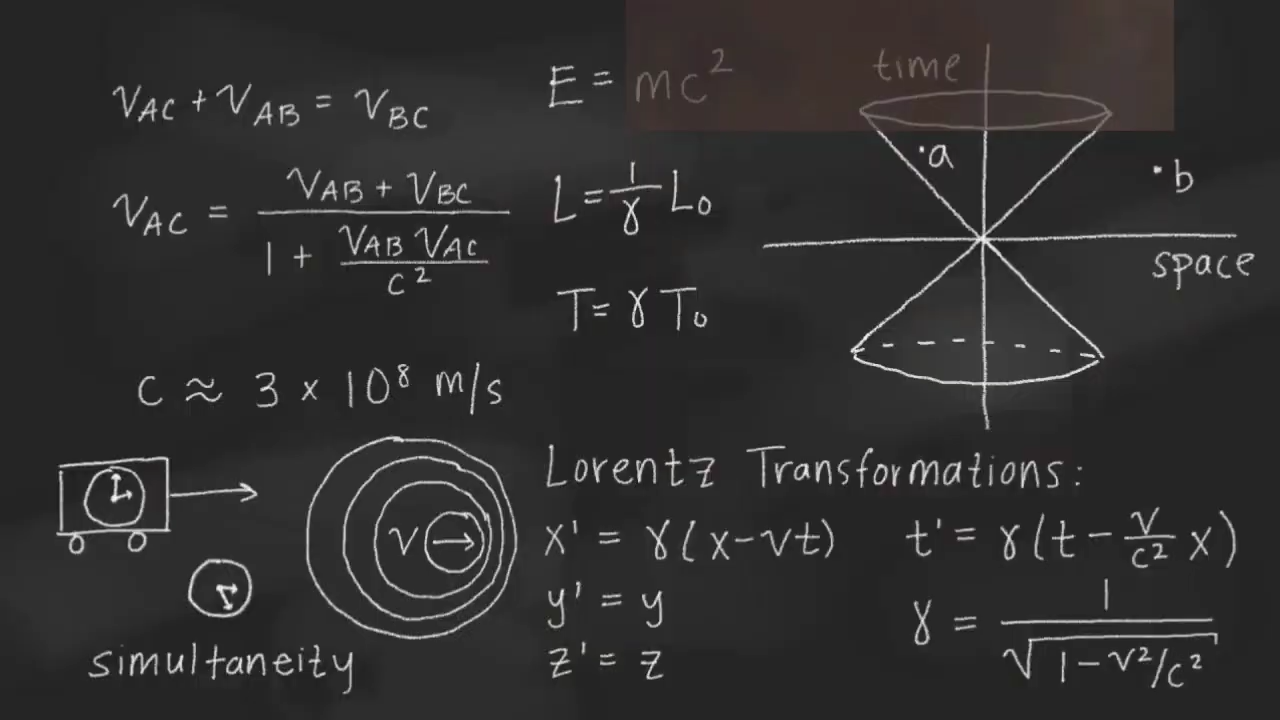 V_AC + V_AB = V_BC
V_AC = (V_AB + V_BC) / (1 + (V_AB V_AC) / c²)
c ≈ 3 x 10⁸ m/s
V
simultaneity
E = mc²
L = (1/γ) L₀
T = γ T₀
time
a
b
space
Lorentz Transformations:
x' = γ(x-vt)
t' = γ(t - (v/c²) x)
y' = y
z' = z
γ = 1 / √(1-v²/c²)